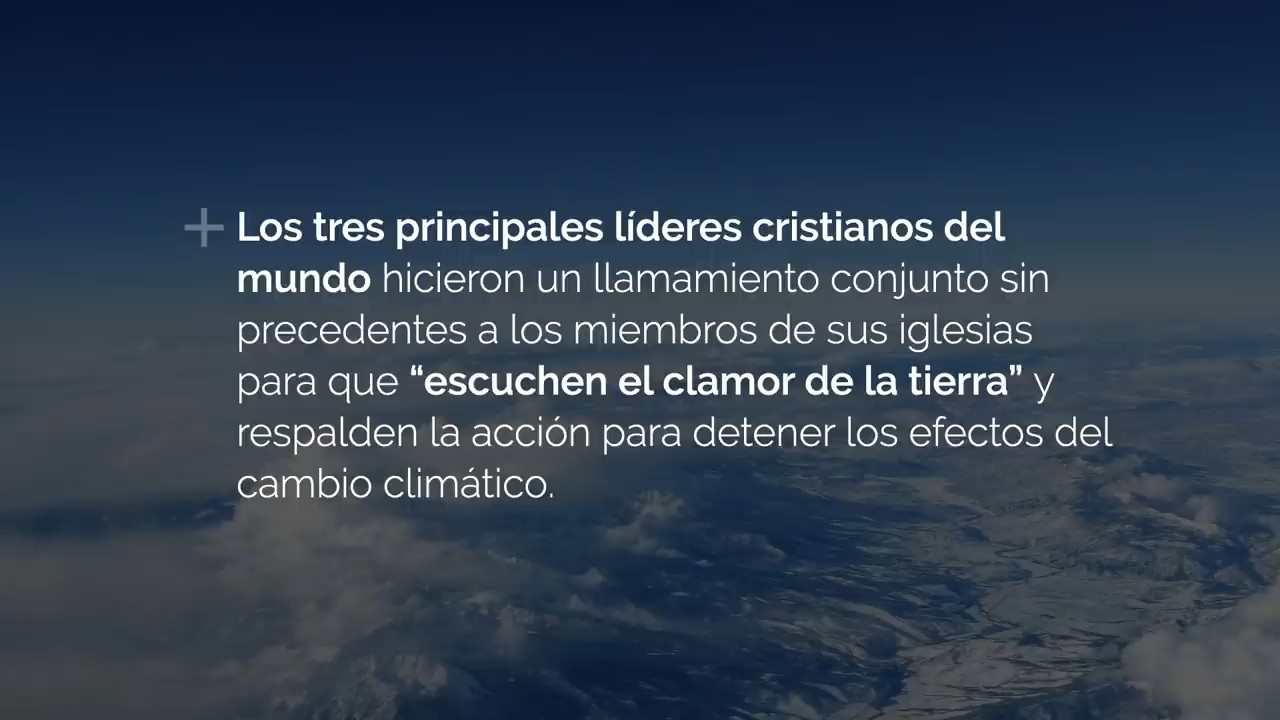 Los tres principales líderes cristianos del
mundo hicieron un llamamiento conjunto sin
precedentes a los miembros de sus iglesias
para que “escuchen el clamor de la tierra” y
respalden la acción para detener los efectos del
cambio climático.